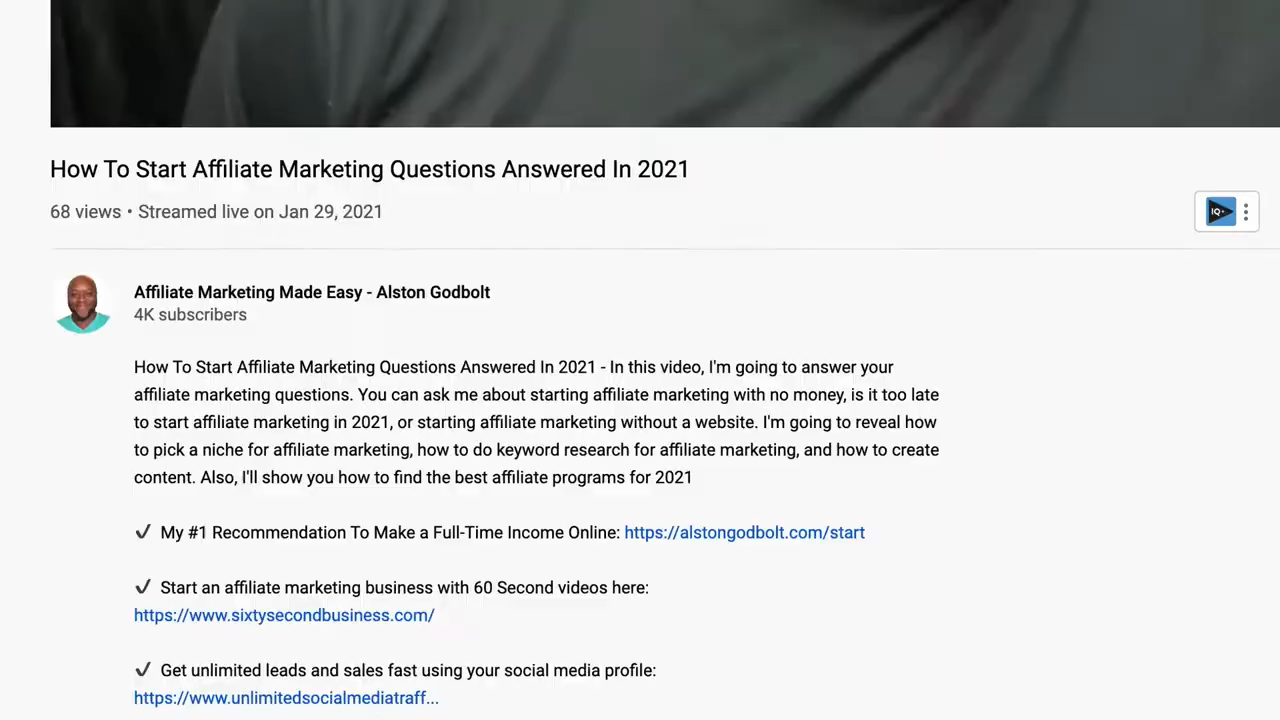 How To Start Affiliate Marketing Questions Answered In 2021
68 views • Streamed live on Jan 29, 2021
IQ
Affiliate Marketing Made Easy - Alston Godbolt
4K subscribers
How To Start Affiliate Marketing Questions Answered In 2021 - In this video, I'm going to answer your
affiliate marketing questions. You can ask me about starting affiliate marketing with no money, is it too late
to start affiliate marketing in 2021, or starting affiliate marketing without a website. I'm going to reveal how
to pick a niche for affiliate marketing, how to do keyword research for affiliate marketing, and how to create
content. Also, I'll show you how to find the best affiliate programs for 2021
✔ My #1 Recommendation To Make a Full-Time Income Online: https://alstongodbolt.com/start
✔ Start an affiliate marketing business with 60 Second videos here:
https://www.sixtysecondbusiness.com/
✔ Get unlimited leads and sales fast using your social media profile:
https://www.unlimitedsocialmediatraff...